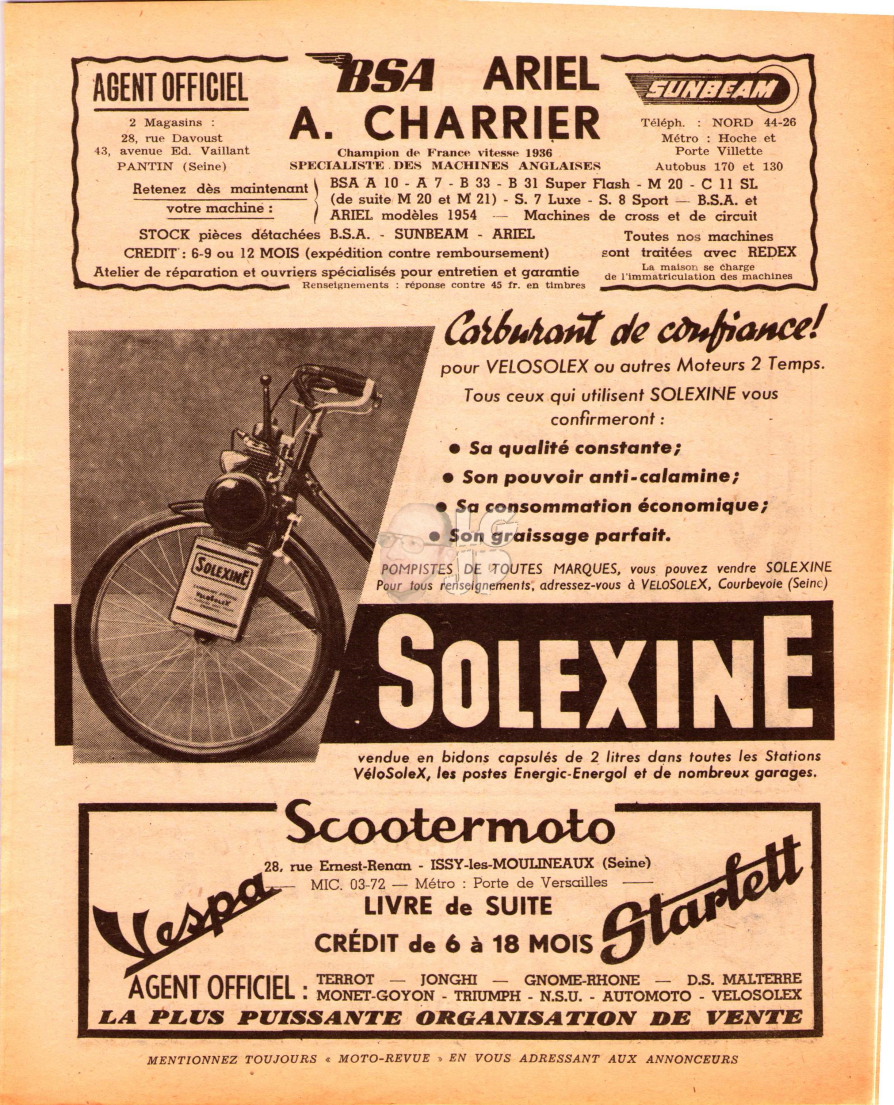 AGENT OFFICIEL
BSA ARIEL
SUNBEAM
A. CHARRIER
2 Magasins :
28, rue Davoust
43, avenue Ed. Vaillant
PANTIN (Seine)
Champion de France vitesse 1936
SPECIALISTE DES MACHINES ANGLAISES
Téléph. : NORD 44-26
Métro : Hoche et
Porte Villette
Autobus 170 et 130
Retenez dès maintenant
votre machine :
BSA A 10 - A 7 - B 33 - B 31 Super Flash - M 20 - C 11 SL
(de suite M 20 et M 21) - S. 7 Luxe - S. 8 Sport — B.S.A. et
ARIEL modèles 1954 — Machines de cross et de circuit
STOCK pièces détachées B.S.A. - SUNBEAM - ARIEL
CREDIT : 6-9 ou 12 MOIS (expédition contre remboursement)
Atelier de réparation et ouvriers spécialisés pour entretien et garantie
Renseignements : réponse contre 45 fr. en timbres
Toutes nos machines
sont traitées avec REDEX
La maison se charge
de l'immatriculation des machines
Carburant de confiance!
pour VELOSOLEX ou autres Moteurs 2 Temps.
Tous ceux qui utilisent SOLEXINE vous
confirmeront :
● Sa qualité constante;
● Son pouvoir anti-calamine;
● Sa consommation économique;
● Son graissage parfait.
LG
JP
POMPISTES DE TOUTES MARQUES, vous pouvez vendre SOLEXINE
Pour tous renseignements, adressez-vous à VELOSOLEX, Courbevoie (Seine)
SOLEXINE
VELOSOLEX
SOLEXINE
vendue en bidons capsulés de 2 litres dans toutes les Stations
VéloSoleX, les postes Energic-Energol et de nombreux garages.
Scootermoto
28, rue Ernest-Renan - ISSY-les-MOULINEAUX (Seine)
MIC. 03-72 — Métro : Porte de Versailles
Vespa
Starlett
LIVRE de SUITE
CRÉDIT de 6 à 18 MOIS
AGENT OFFICIEL :
TERROT — JONGHI — GNOME-RHONE — D.S. MALTERRE
MONET-GOYON - TRIUMPH - N.S.U. - AUTOMOTO - VELOSOLEX
LA PLUS PUISSANTE ORGANISATION DE VENTE
MENTIONNEZ TOUJOURS « MOTO-REVUE » EN VOUS ADRESSANT AUX ANNONCEURS